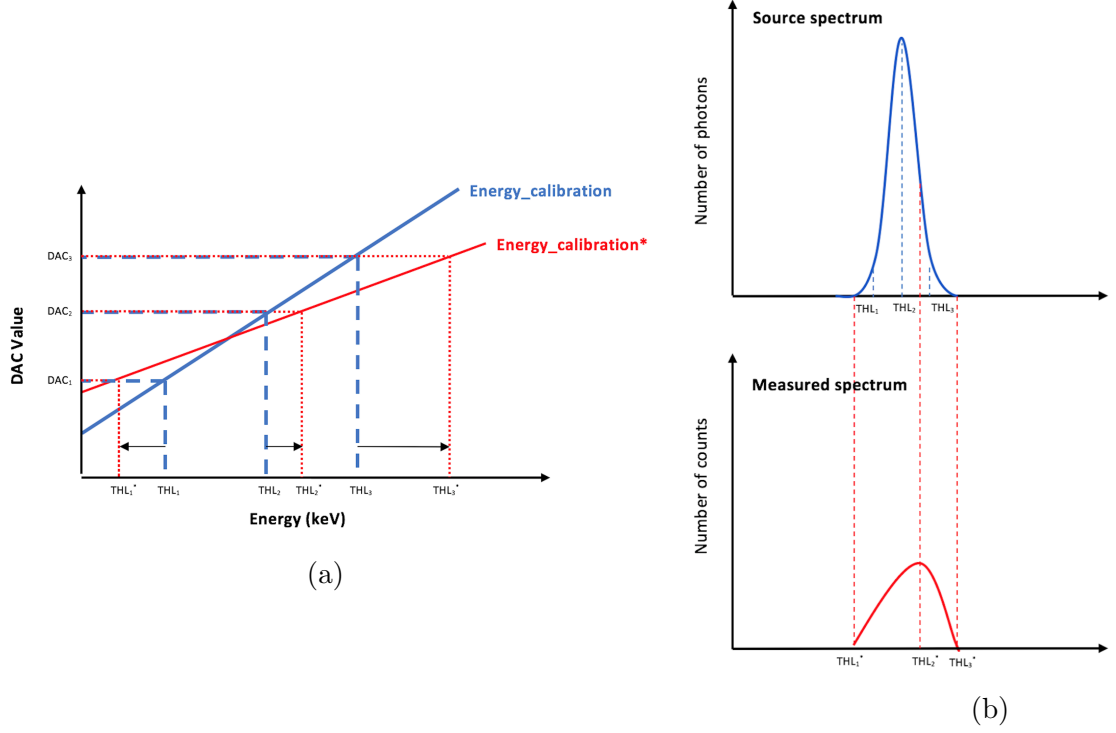 Energy_calibration
Energy_calibration*
DAC₃
DAC₂
DAC₁
DAC Value
THL₁* THL₁ THL₂ THL₂* THL₃ THL₃*
Energy (keV)
(a)
Source spectrum
Number of photons
THL₁ THL₂ THL₃
Measured spectrum
Number of counts
THL₁* THL₂* THL₃*
(b)